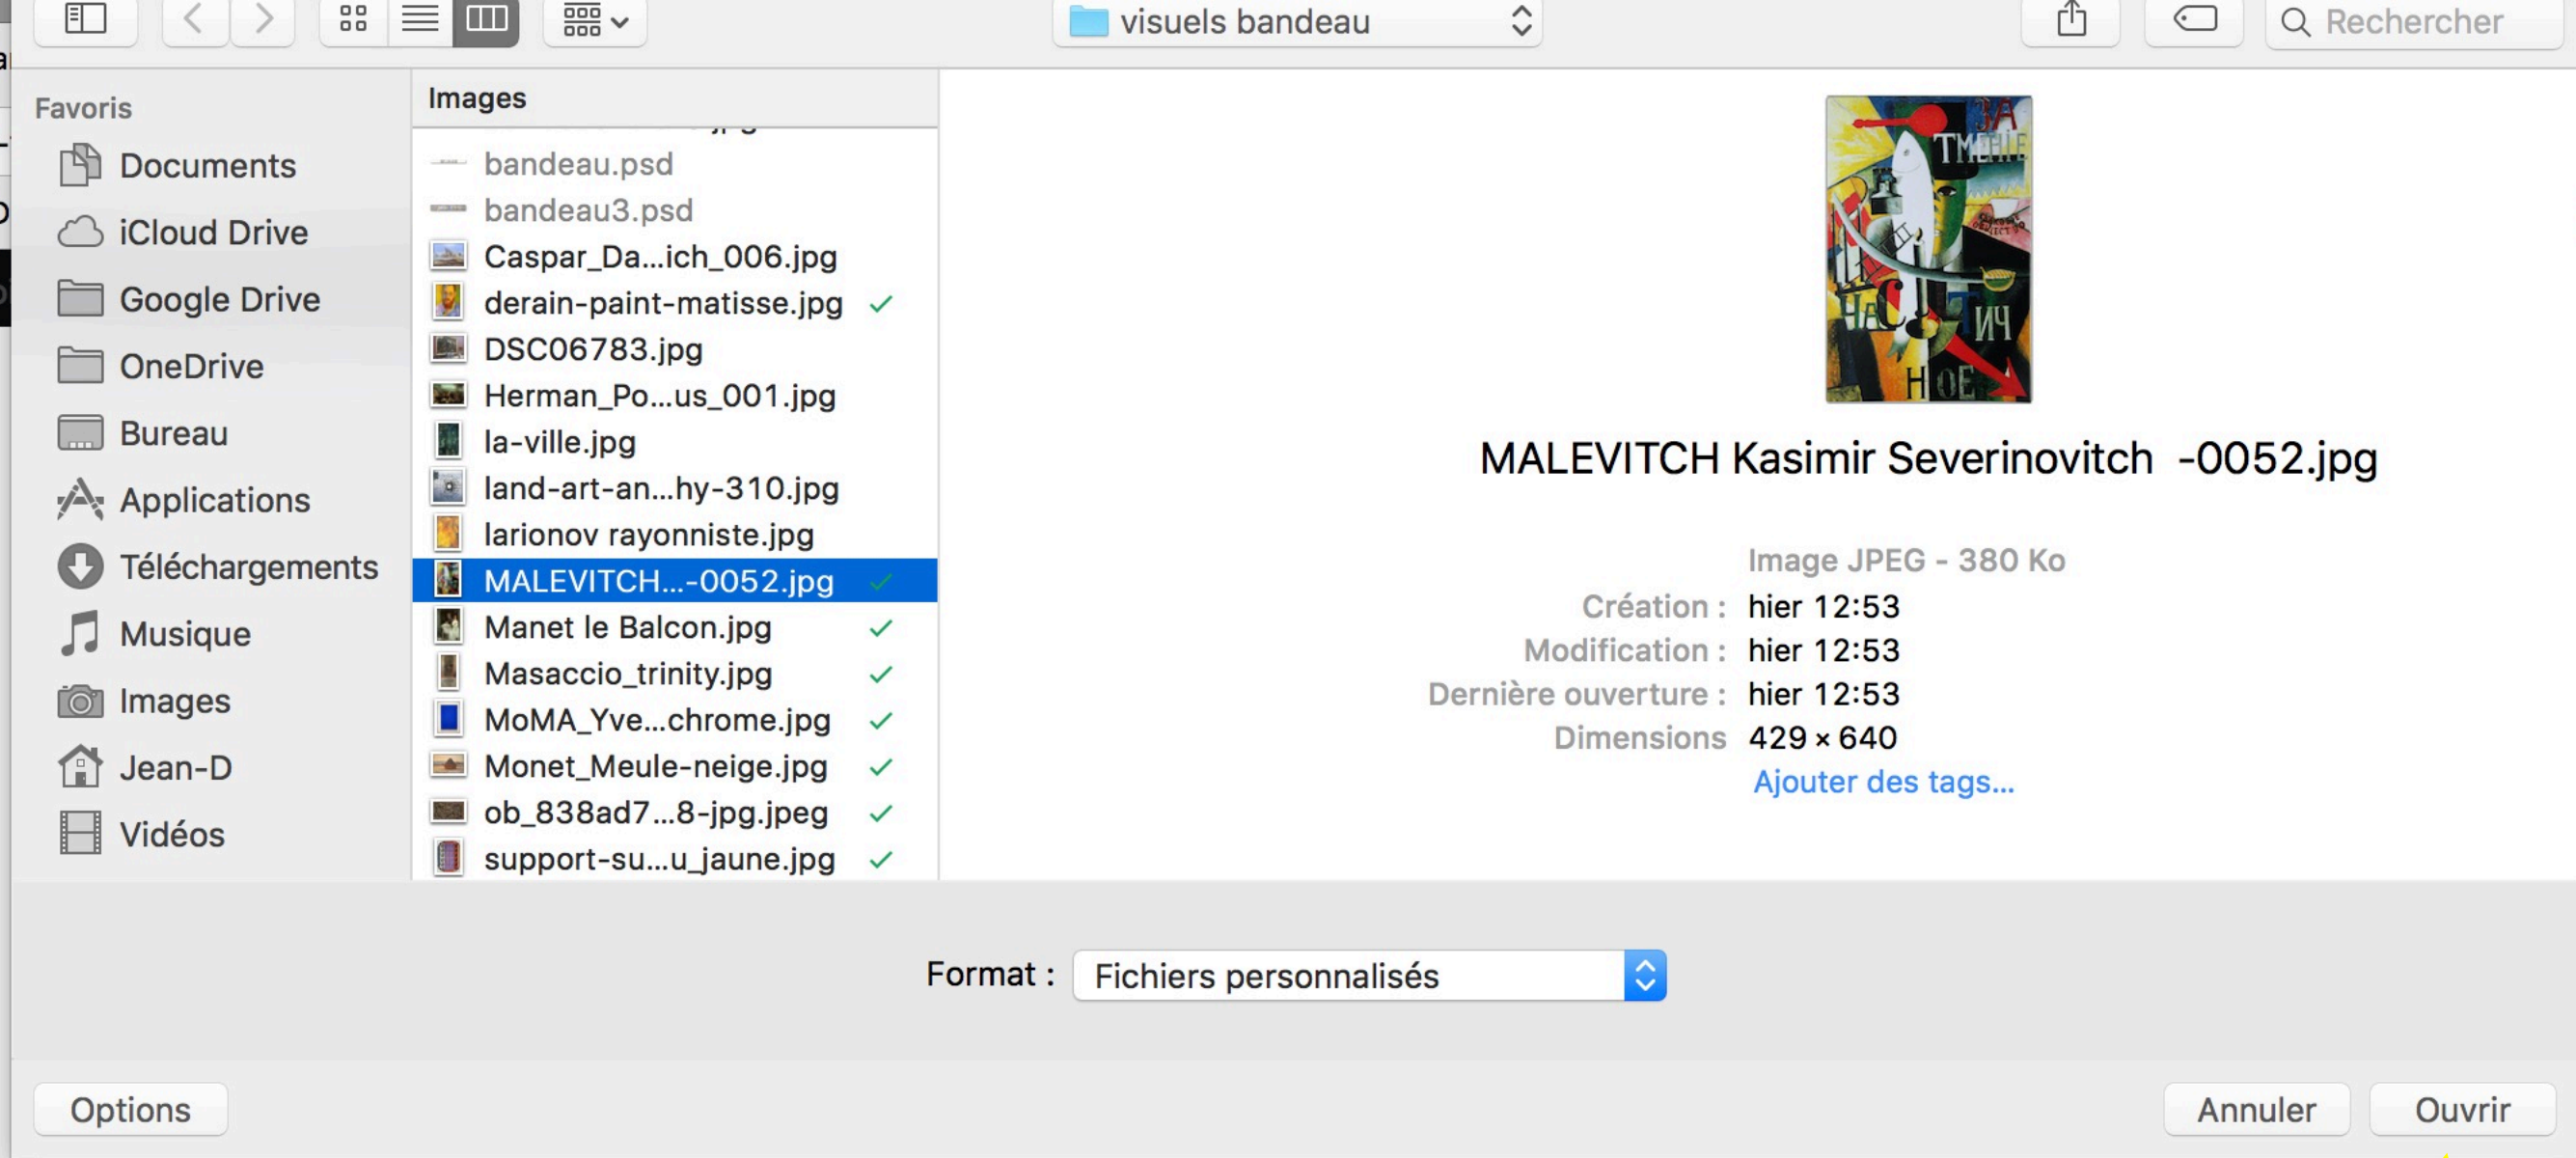 visuels bandeau
Rechercher
Favoris
Documents
iCloud Drive
Google Drive
OneDrive
Bureau
Applications
Téléchargements
Musique
Images
Jean-D
Vidéos
Images
bandeau.psd
bandeau3.psd
Caspar_Da...ich_006.jpg
derain-paint-matisse.jpg
DSC06783.jpg
Herman_Po...us_001.jpg
la-ville.jpg
land-art-an...hy-310.jpg
larionov rayonniste.jpg
MALEVITCH...-0052.jpg
Manet le Balcon.jpg
Masaccio_trinity.jpg
MoMA_Yve...chrome.jpg
Monet_Meule-neige.jpg
ob_838ad7...8-jpg.jpeg
support-su...u_jaune.jpg
ЗА
ТМЕНІЕ
ЧАС ТИЧ
НОЕ
MALEVITCH Kasimir Severinovitch -0052.jpg
Image JPEG - 380 Ko
Création : hier 12:53
Modification : hier 12:53
Dernière ouverture : hier 12:53
Dimensions 429 × 640
Ajouter des tags...
Format : Fichiers personnalisés
Options
Annuler
Ouvrir